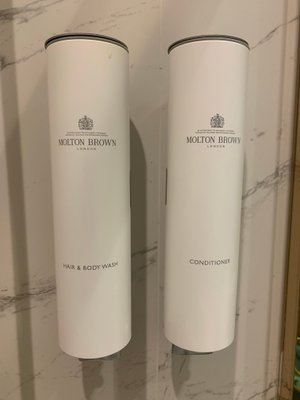 MOLTON BROWN
LONDON
HAIR & BODY WASH
MOLTON BROWN
LONDON
CONDITIONER